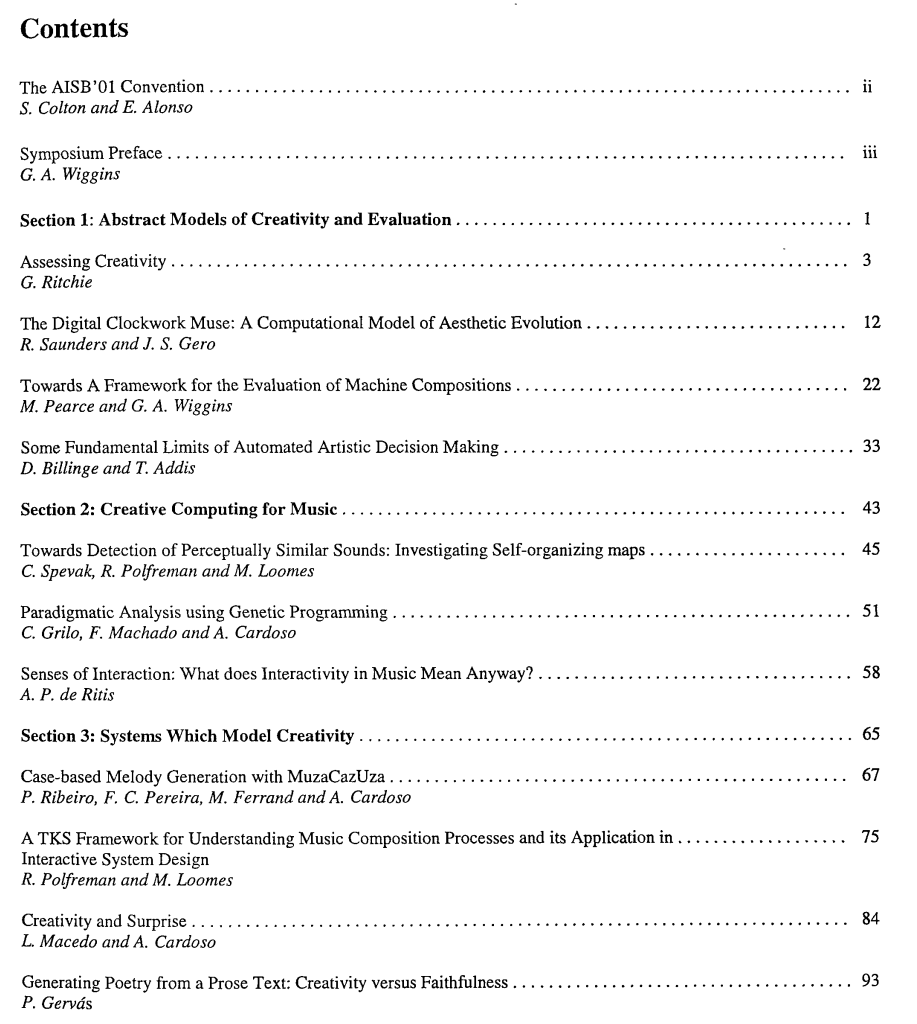 Contents
The AISB'01 Convention ........................................................................ ii
S. Colton and E. Alonso
Symposium Preface ............................................................................ iii
G. A. Wiggins
Section 1: Abstract Models of Creativity and Evaluation ............................................ 1
Assessing Creativity ............................................................................ 3
G. Ritchie
The Digital Clockwork Muse: A Computational Model of Aesthetic Evolution ............................. 12
R. Saunders and J. S. Gero
Towards A Framework for the Evaluation of Machine Compositions ..................................... 22
M. Pearce and G. A. Wiggins
Some Fundamental Limits of Automated Artistic Decision Making ...................................... 33
D. Billinge and T. Addis
Section 2: Creative Computing for Music ........................................................ 43
Towards Detection of Perceptually Similar Sounds: Investigating Self-organizing maps ...................... 45
C. Spevak, R. Polfreman and M. Loomes
Paradigmatic Analysis using Genetic Programming ................................................... 51
C. Grilo, F. Machado and A. Cardoso
Senses of Interaction: What does Interactivity in Music Mean Anyway? ................................... 58
A. P. de Ritis
Section 3: Systems Which Model Creativity ....................................................... 65
Case-based Melody Generation with MuzaCazUza ................................................... 67
P. Ribeiro, F. C. Pereira, M. Ferrand and A. Cardoso
A TKS Framework for Understanding Music Composition Processes and its Application in ................... 75
Interactive System Design
R. Polfreman and M. Loomes
Creativity and Surprise .......................................................................... 84
L. Macedo and A. Cardoso
Generating Poetry from a Prose Text: Creativity versus Faithfulness ...................................... 93
P. Gervás